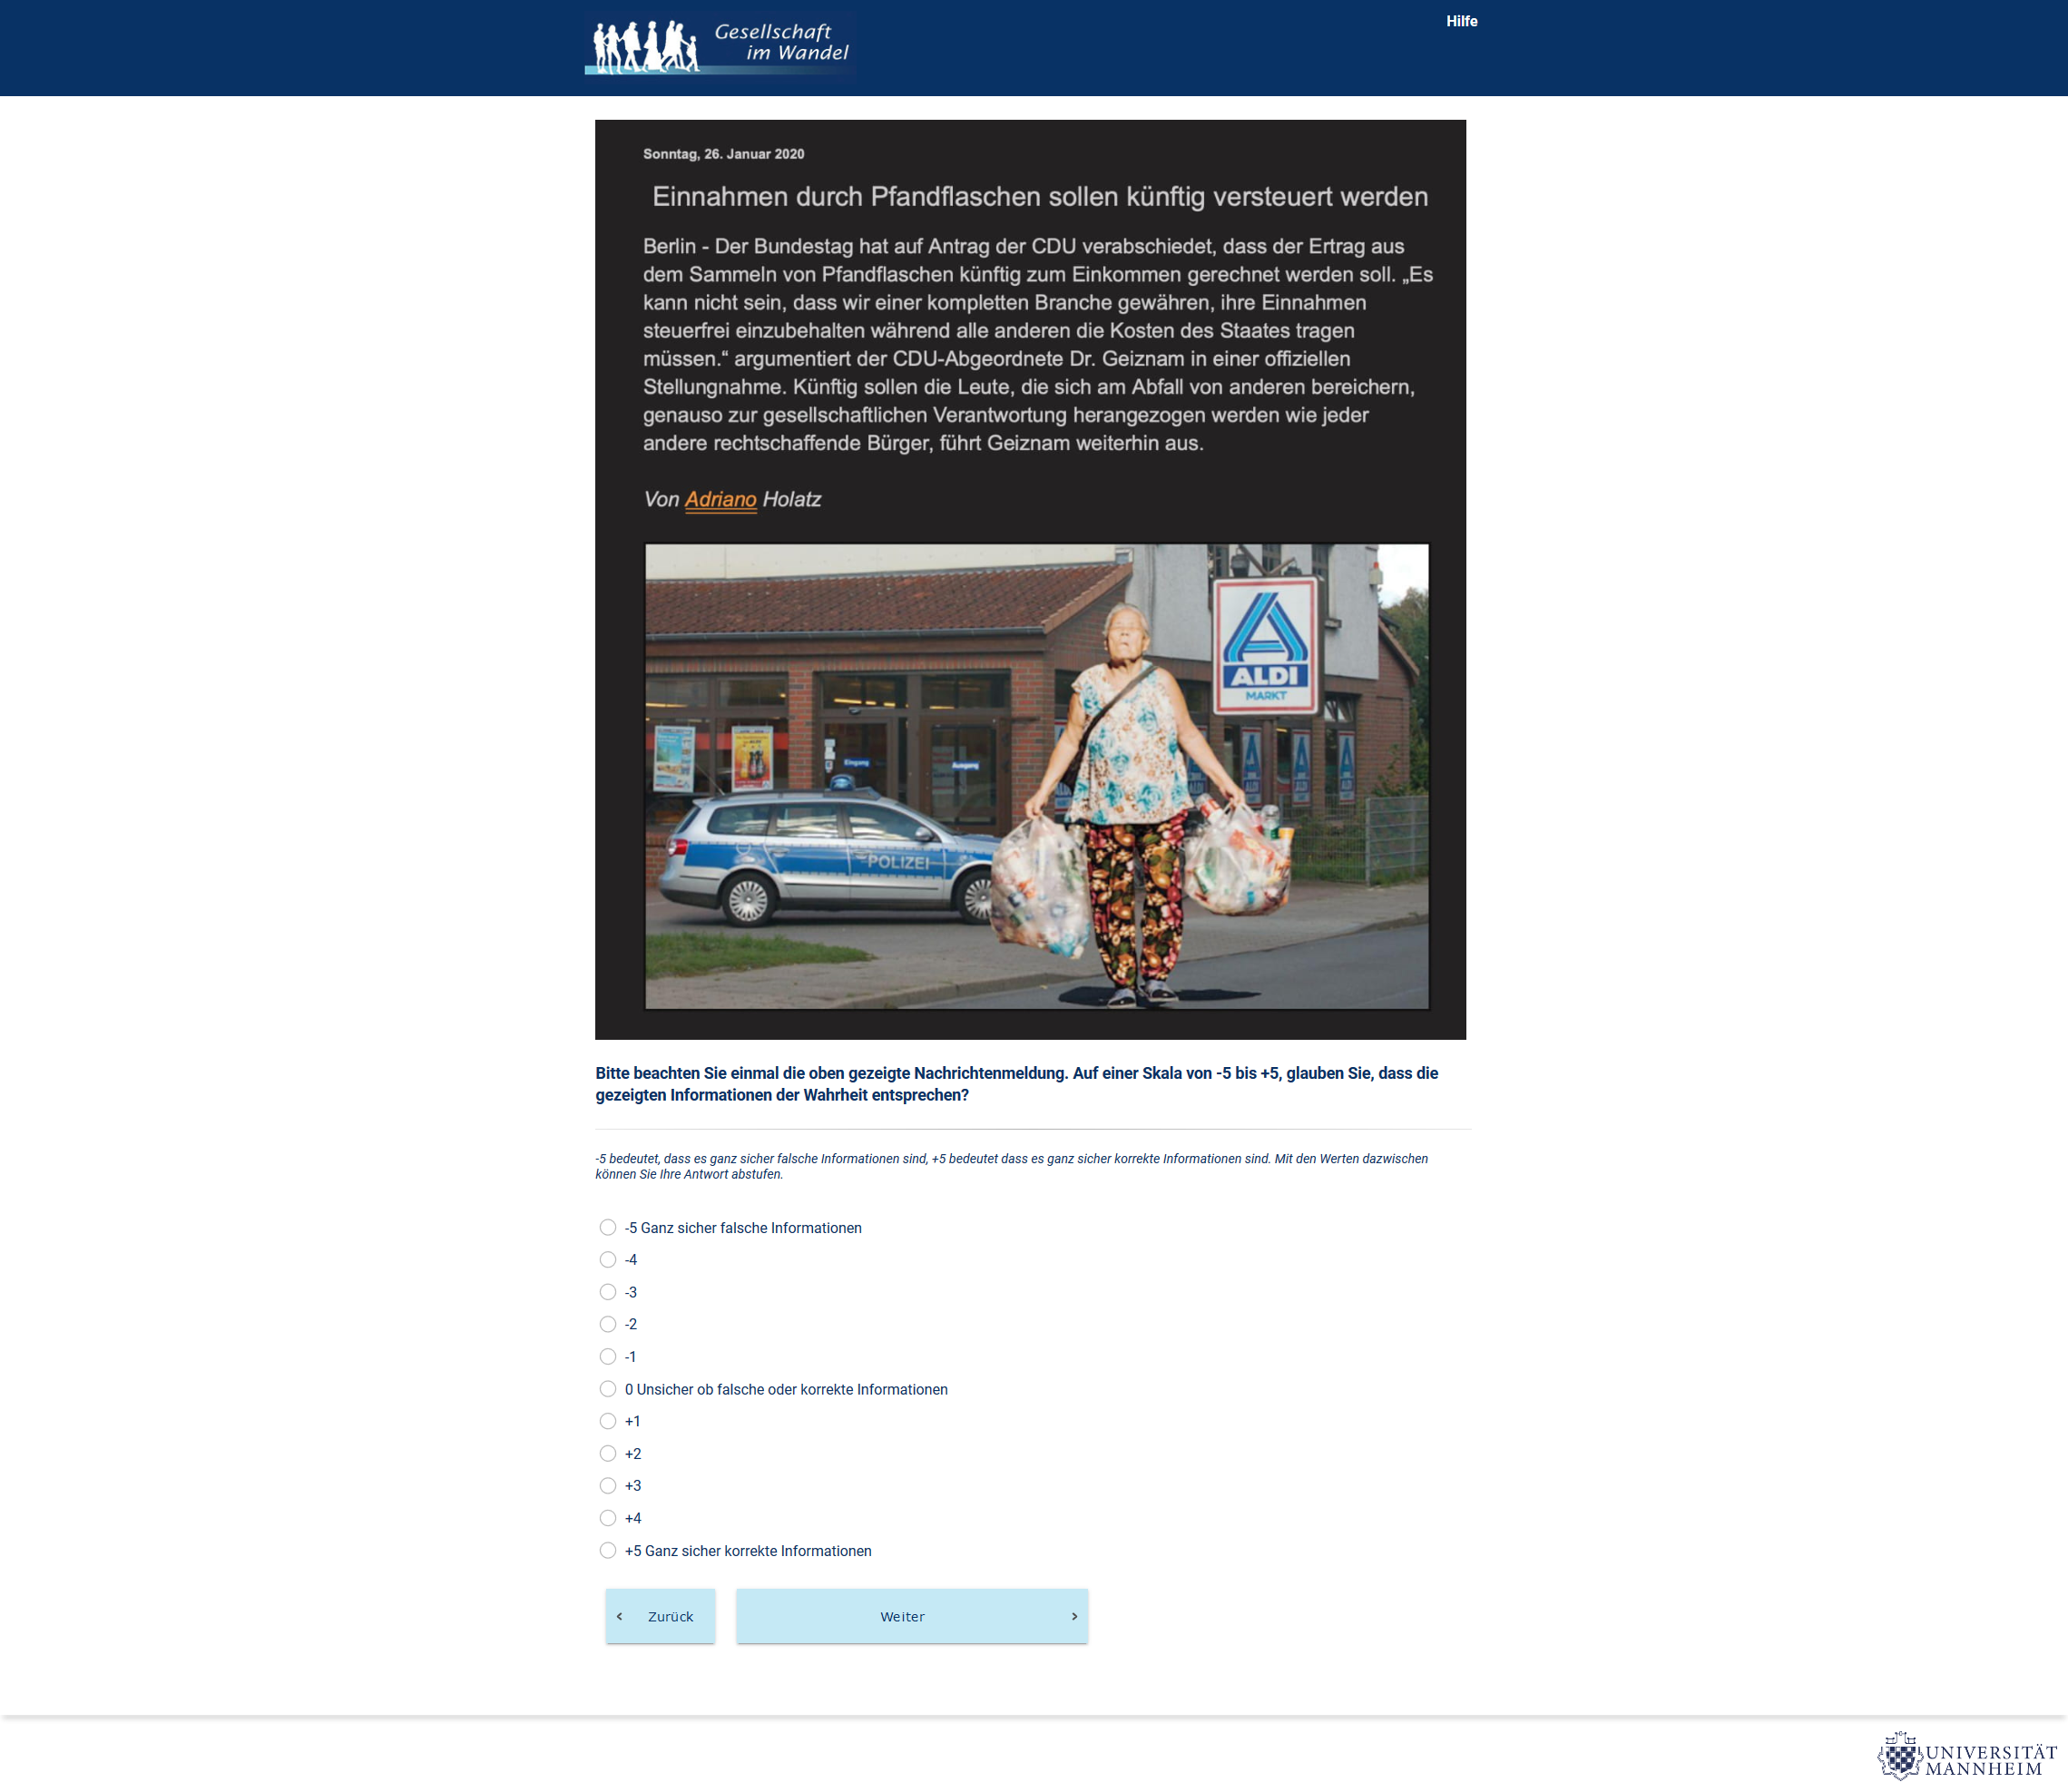 Gesellschaft
im Wandel
Hilfe
Sonntag, 26. Januar 2020
Einnahmen durch Pfandflaschen sollen künftig versteuert werden
Berlin - Der Bundestag hat auf Antrag der CDU verabschiedet, dass der Ertrag aus
dem Sammeln von Pfandflaschen künftig zum Einkommen gerechnet werden soll. „Es
kann nicht sein, dass wir einer kompletten Branche gewähren, ihre Einnahmen
steuerfrei einzubehalten während alle anderen die Kosten des Staates tragen
müssen.“ argumentiert der CDU-Abgeordnete Dr. Geiznam in einer offiziellen
Stellungnahme. Künftig sollen die Leute, die sich am Abfall von anderen bereichern,
genauso zur gesellschaftlichen Verantwortung herangezogen werden wie jeder
andere rechtschaffende Bürger, führt Geiznam weiterhin aus.
Von Adriano Holatz
ALDI
MARKT
Eingang
Ausgang
POLIZEI
Bitte beachten Sie einmal die oben gezeigte Nachrichtenmeldung. Auf einer Skala von -5 bis +5, glauben Sie, dass die
gezeigten Informationen der Wahrheit entsprechen?
-5 bedeutet, dass es ganz sicher falsche Informationen sind, +5 bedeutet dass es ganz sicher korrekte Informationen sind. Mit den Werten dazwischen
können Sie Ihre Antwort abstufen.
-5 Ganz sicher falsche Informationen
-4
-3
-2
-1
0 Unsicher ob falsche oder korrekte Informationen
+1
+2
+3
+4
+5 Ganz sicher korrekte Informationen
Zurück
Weiter
UNIVERSITÄT
MANNHEIM